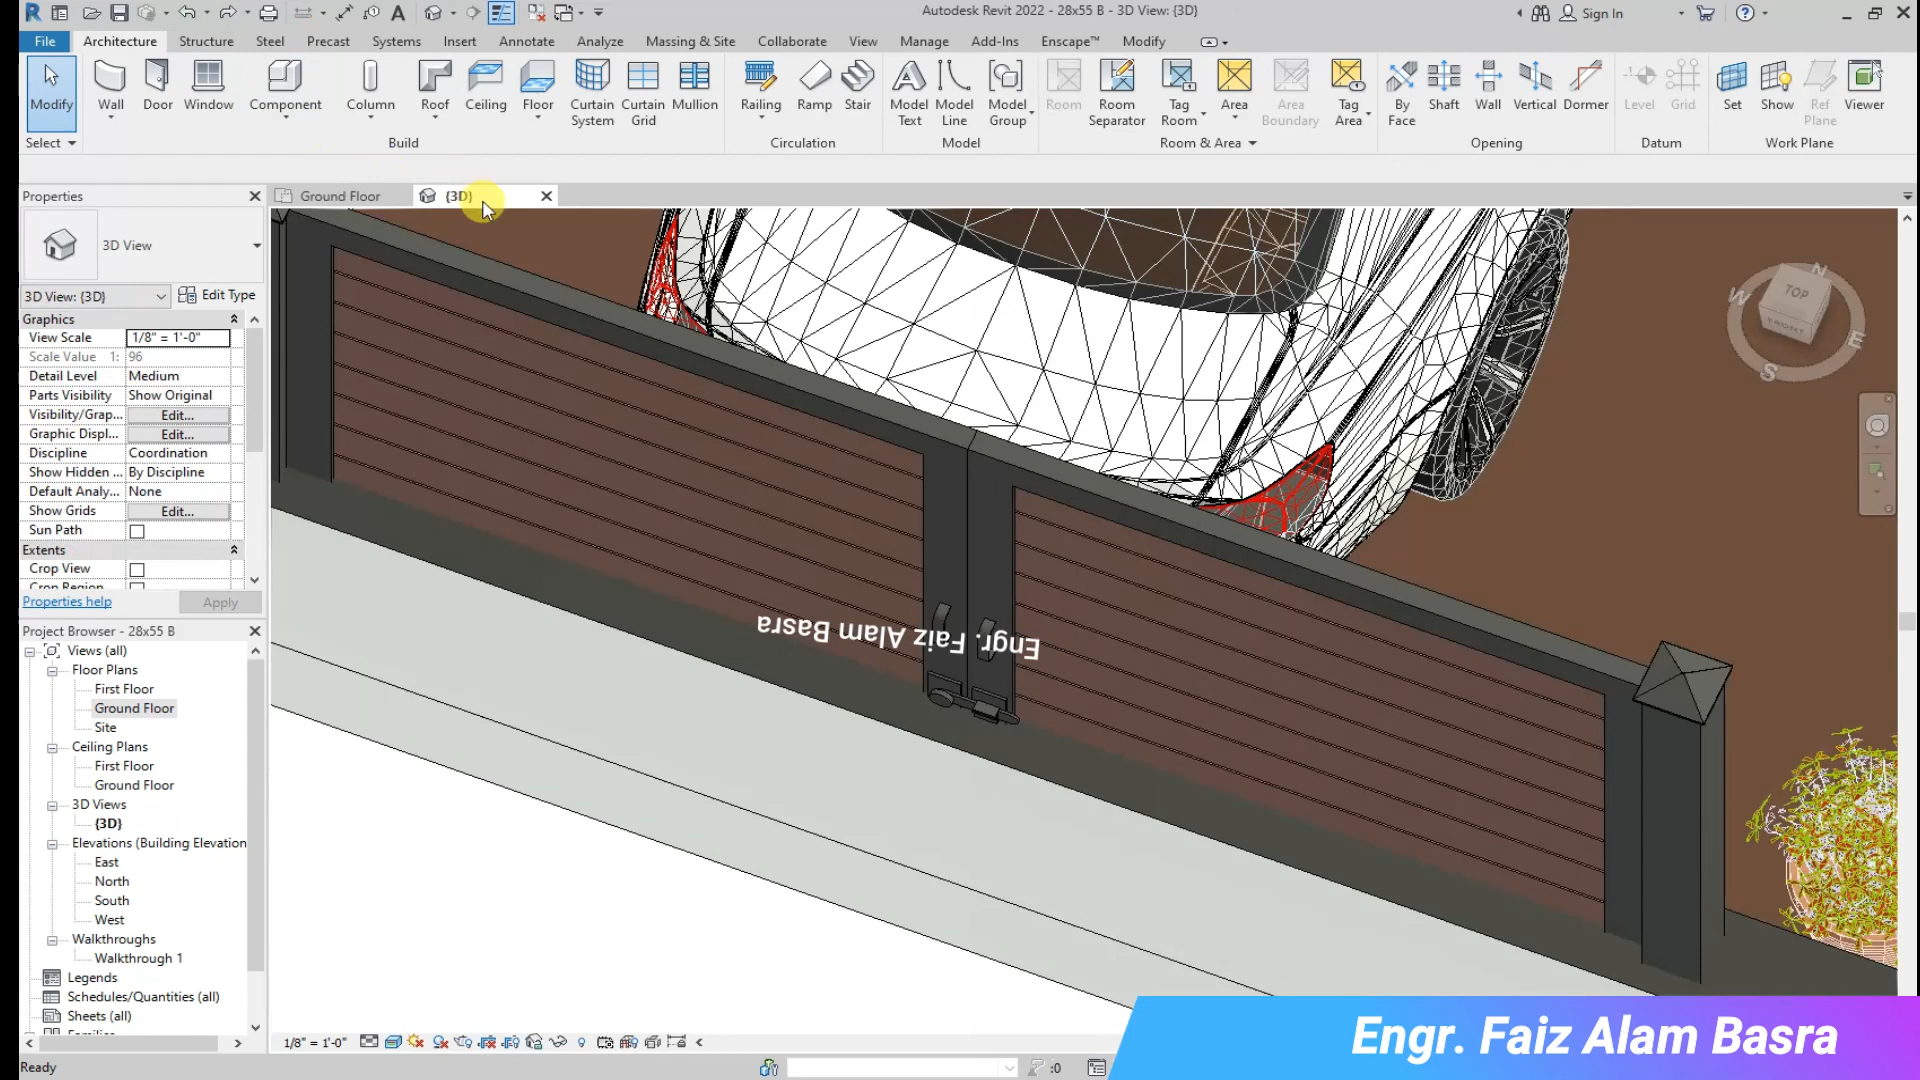 Autodesk Revit 2022 - 28x55 B - 3D View: {3D}
Sign In
File
Architecture
Structure
Steel
Precast
Systems
Insert
Annotate
Analyze
Massing & Site
Collaborate
View
Manage
Add-Ins
Enscape™
Modify
Modify
Wall
Door
Window
Component
Column
Roof
Ceiling
Floor
Curtain System
Curtain Grid
Mullion
Railing
Ramp
Stair
Model Text
Model Line
Model Group
Room
Room Separator
Tag Room
Area
Area Boundary
Tag Area
By Face
Shaft
Wall
Vertical
Dormer
Level
Grid
Set
Show
Ref Plane
Viewer
Select
Build
Circulation
Model
Room & Area
Opening
Datum
Work Plane
Properties
Ground Floor
{3D}
3D View
3D View: {3D}
Edit Type
Graphics
View Scale 1/8" = 1'-0"
Scale Value 1: 96
Detail Level Medium
Parts Visibility Show Original
Visibility/Grap... Edit...
Graphic Displ... Edit...
Discipline Coordination
Show Hidden ... By Discipline
Default Analy... None
Show Grids Edit...
Sun Path
Extents
Crop View
Crop Region
Properties help
Apply
Project Browser - 28x55 B
Views (all)
Floor Plans
First Floor
Ground Floor
Site
Ceiling Plans
First Floor
Ground Floor
3D Views
{3D}
Elevations (Building Elevation
East
North
South
West
Walkthroughs
Walkthrough 1
Legends
Schedules/Quantities (all)
Sheets (all)
Families
TOP
FRONT
N
W
E
S
Engr. Faiz Alam Basra
1/8" = 1'-0"
Ready
:0
Engr. Faiz Alam Basra